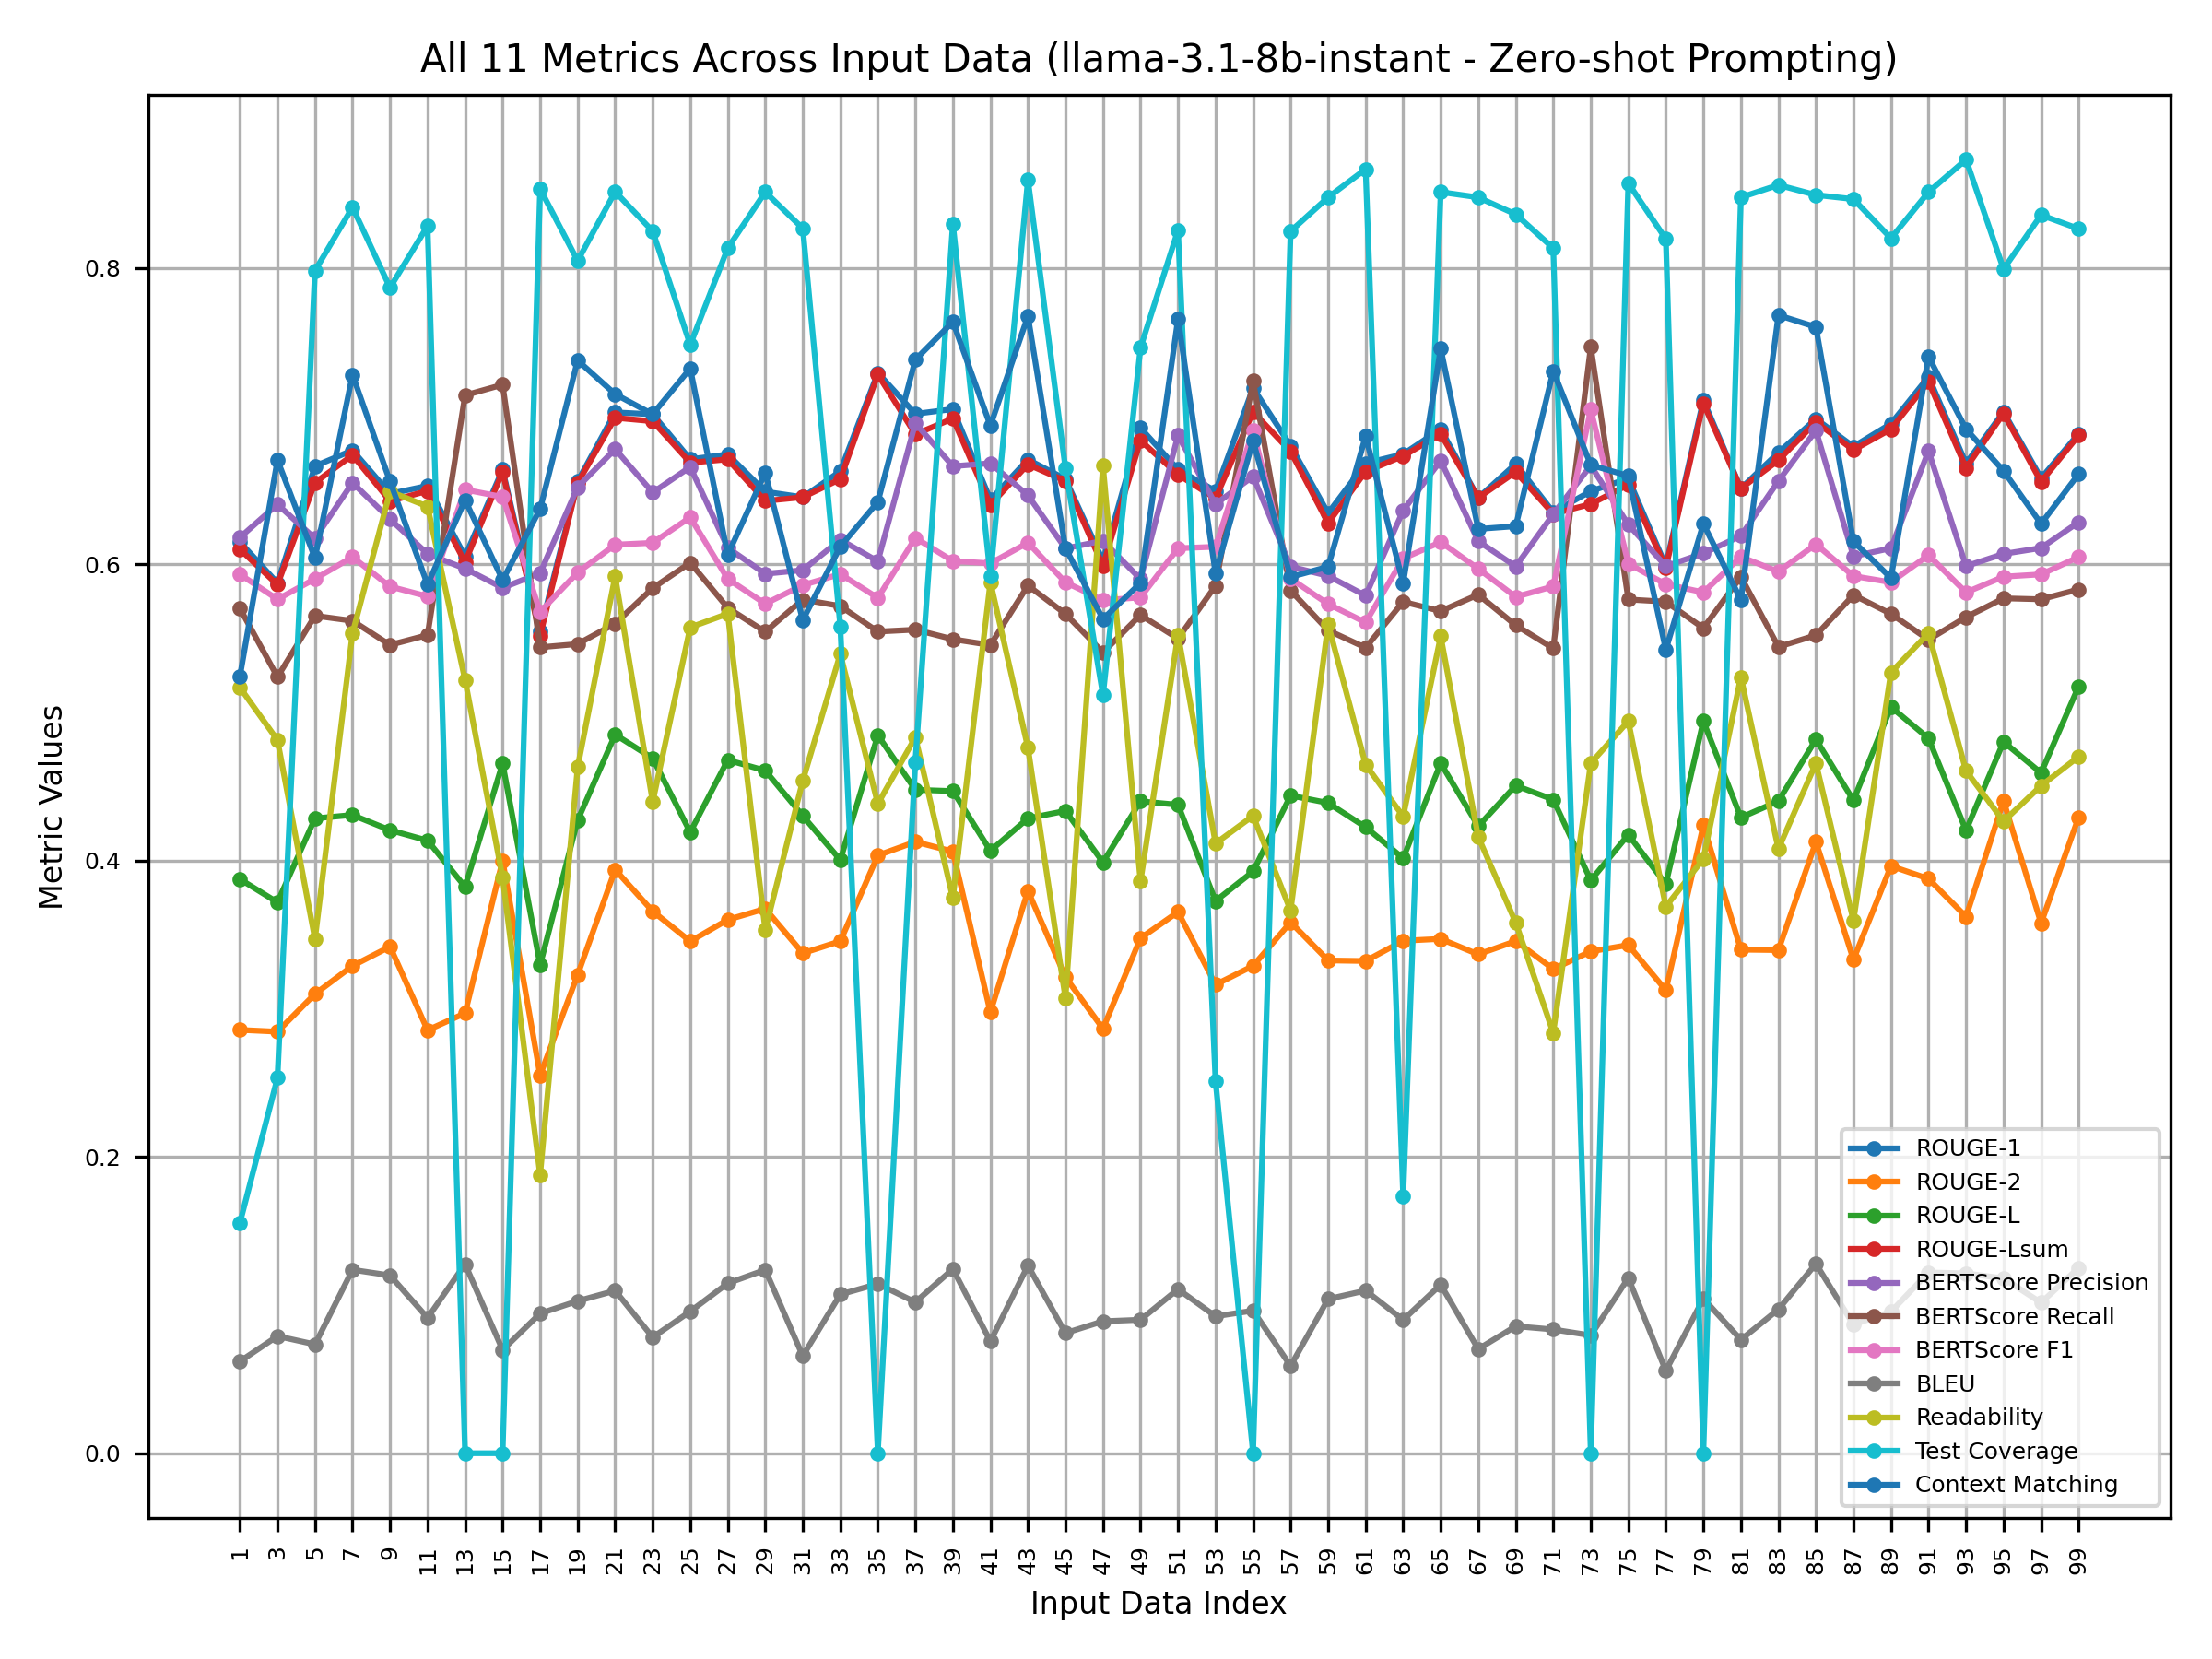 All 11 Metrics Across Input Data (llama-3.1-8b-instant - Zero-shot Prompting)
Metric Values
0.8
0.6
0.4
0.2
0.0
ROUGE-1
ROUGE-2
ROUGE-L
ROUGE-Lsum
BERTScore Precision
BERTScore Recall
BERTScore F1
BLEU
Readability
Test Coverage
Context Matching
1 3 5 7 9 11 13 15 17 19 21 23 25 27 29 31 33 35 37 39 41 43 45 47 49 51 53 55 57 59 61 63 65 67 69 71 73 75 77 79 81 83 85 87 89 91 93 95 97 99
Input Data Index